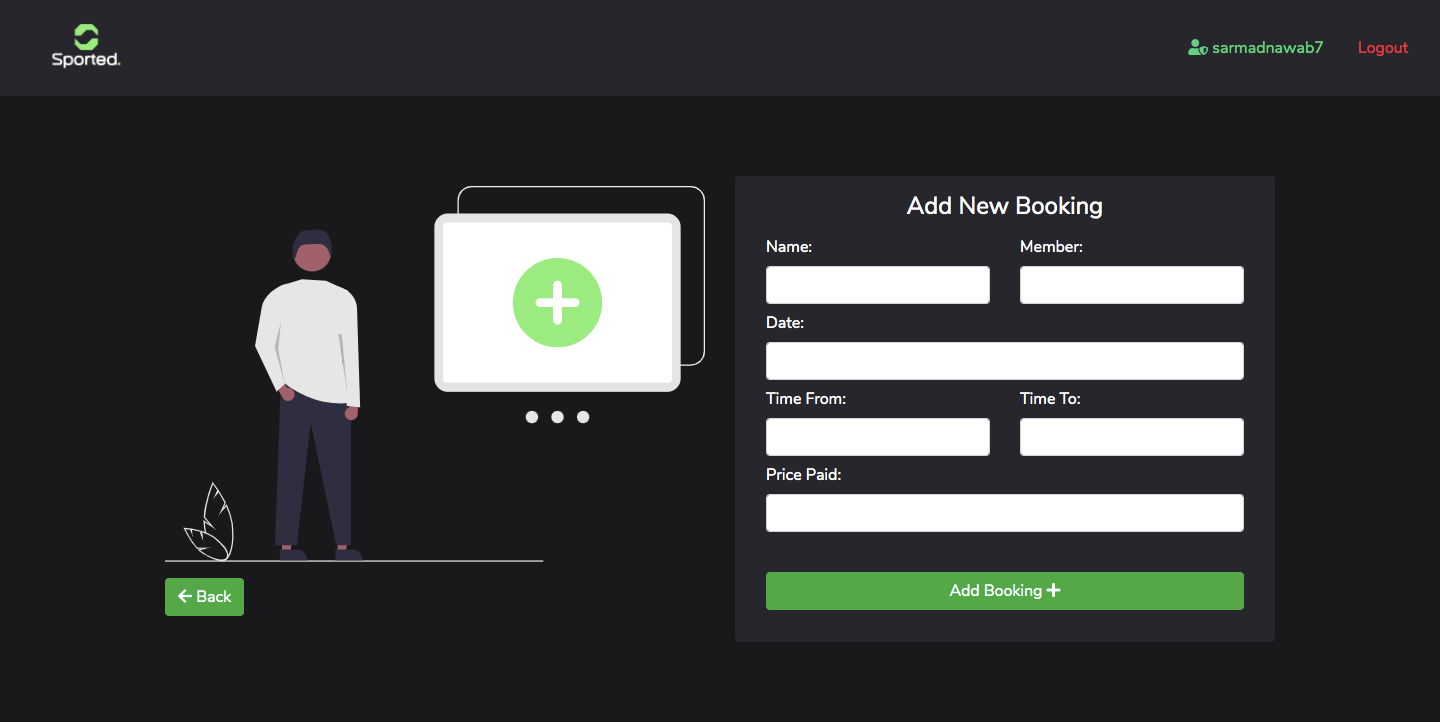 Sported.
sarmadnawab7
Logout
Add New Booking
Name:
Member:
Date:
Time From:
Time To:
Price Paid:
Add Booking
Back